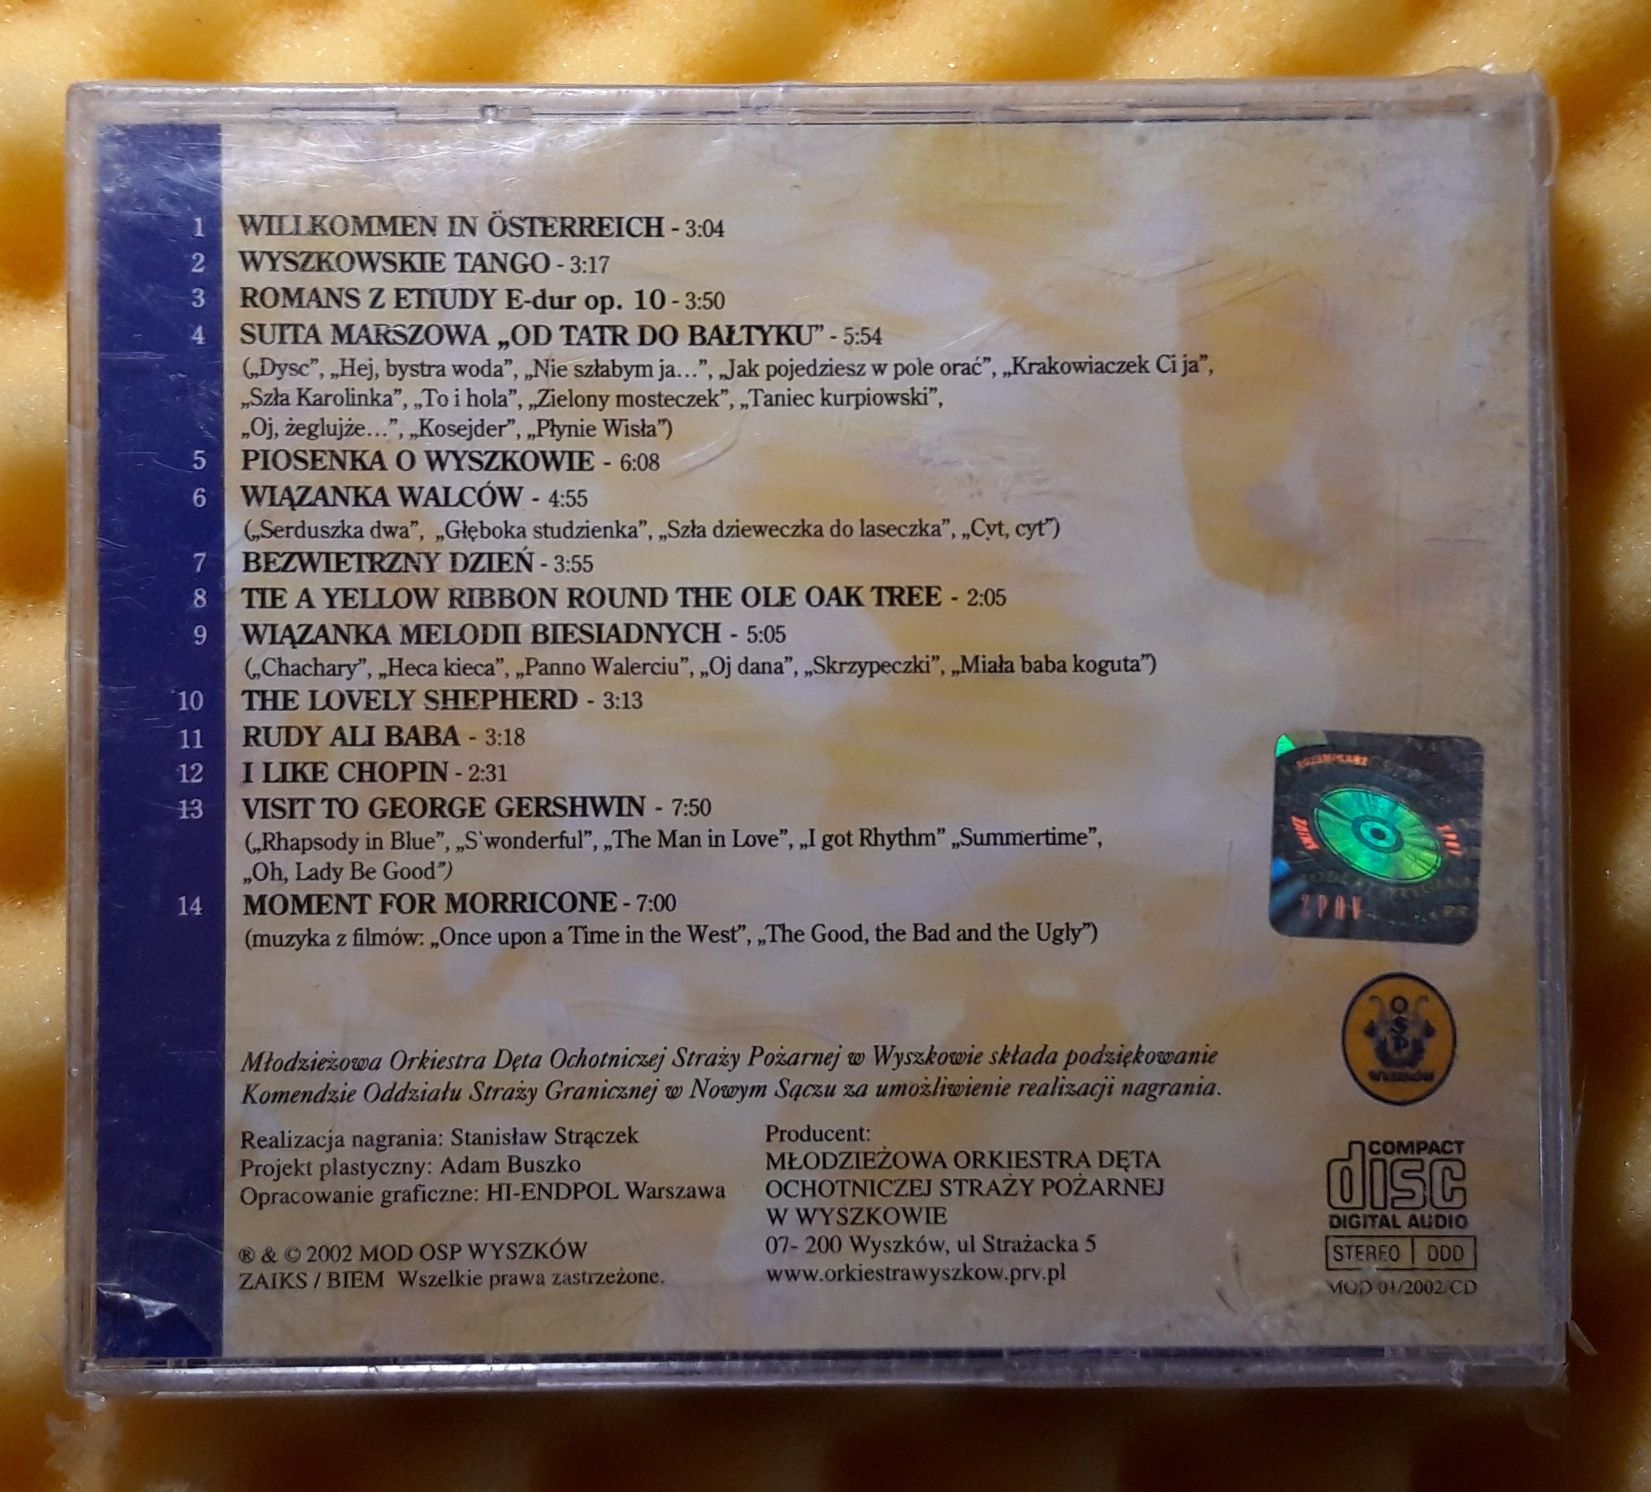 1 WILLKOMMEN IN ÖSTERREICH - 3:04
2 WYSZKOWSKIE TANGO - 3:17
3 ROMANS Z ETIUDY E-dur op. 10 - 3:50
4 SUITA MARSZOWA „OD TATR DO BAŁTYKU” - 5:54
(„Dysc”, „Hej, bystra woda”, „Nie szłabym ja...”, „Jak pojedziesz w pole orać”, „Krakowiaczek Ci ja”,
„Szła Karolinka”, „To i hola”, „Zielony mosteczek”, „Taniec kurpiowski”,
„Oj, żeglujże...”, „Kosejder”, „Płynie Wisła”)
5 PIOSENKA O WYSZKOWIE - 6:08
6 WIĄZANKA WALCÓW - 4:55
(„Serduszka dwa”, „Głęboka studzienka”, „Szła dzieweczka do laseczka”, „Cyt, cyt”)
7 BEZWIETRZNY DZIEŃ - 3:55
8 TIE A YELLOW RIBBON ROUND THE OLE OAK TREE - 2:05
9 WIĄZANKA MELODII BIESIADNYCH - 5:05
(„Chachary”, „Heca kieca”, „Panno Walerciu”, „Oj dana”, „Skrzypeczki”, „Miała baba koguta”)
10 THE LOVELY SHEPHERD - 3:13
11 RUDY ALI BABA - 3:18
12 I LIKE CHOPIN - 2:31
13 VISIT TO GEORGE GERSHWIN - 7:50
(„Rhapsody in Blue”, „S`wonderful”, „The Man in Love”, „I got Rhythm” „Summertime”,
„Oh, Lady Be Good”)
14 MOMENT FOR MORRICONE - 7:00
(muzyka z filmów: „Once upon a Time in the West”, „The Good, the Bad and the Ugly”)
ZPAV
OSP
WYSZKÓW
Młodzieżowa Orkiestra Dęta Ochotniczej Straży Pożarnej w Wyszkowie składa podziękowanie
Komendzie Oddziału Straży Granicznej w Nowym Sączu za umożliwienie realizacji nagrania.
Realizacja nagrania: Stanisław Strączek
Projekt plastyczny: Adam Buszko
Opracowanie graficzne: HI-ENDPOL Warszawa
® & © 2002 MOD OSP WYSZKÓW
ZAIKS / BIEM Wszelkie prawa zastrzeżone.
Producent:
MŁODZIEŻOWA ORKIESTRA DĘTA
OCHOTNICZEJ STRAŻY POŻARNEJ
W WYSZKOWIE
07- 200 Wyszków, ul Strażacka 5
www.orkiestrawyszkow.prv.pl
COMPACT
disc
DIGITAL AUDIO
STEREO DDD
MOD 01/2002/CD